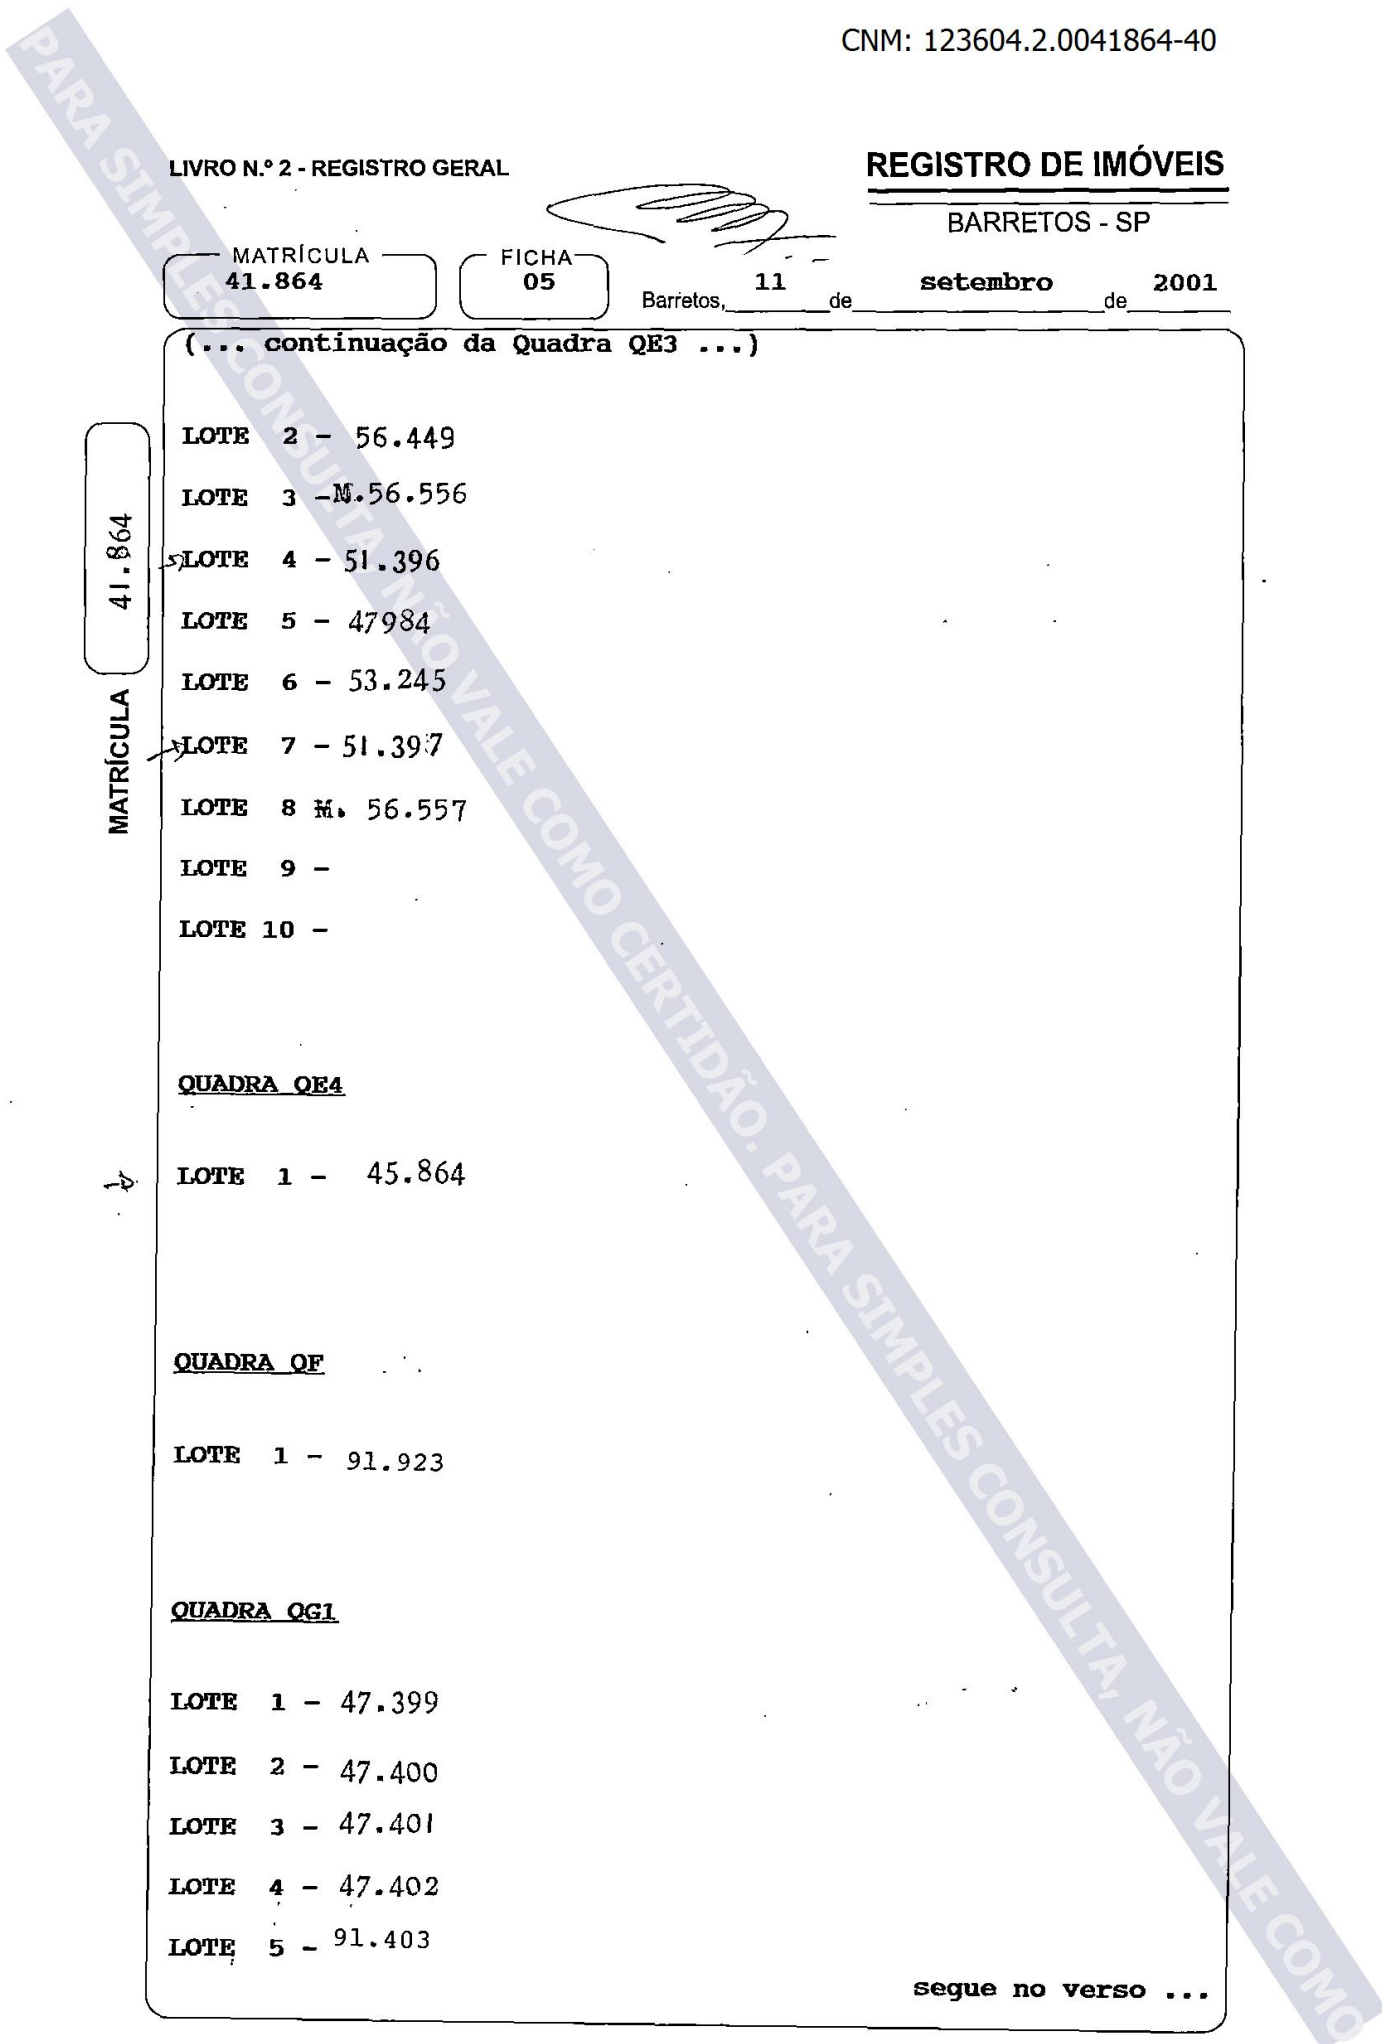 CNM: 123604.2.0041864-40
LIVRO N.º 2 - REGISTRO GERAL
REGISTRO DE IMÓVEIS
BARRETOS - SP
MATRÍCULA
41.864
FICHA
05
Barretos, 11 de setembro de 2001
(... continuação da Quadra QE3 ...)
LOTE 2 - 56.449
LOTE 3 -M.56.556
LOTE 4 - 51.396
LOTE 5 - 47984
LOTE 6 - 53.245
LOTE 7 - 51.397
LOTE 8 M. 56.557
LOTE 9 -
LOTE 10 -
MATRÍCULA 41.864
QUADRA QE4
LOTE 1 - 45.864
QUADRA QF
LOTE 1 - 91.923
QUADRA QG1
LOTE 1 - 47.399
LOTE 2 - 47.400
LOTE 3 - 47.401
LOTE 4 - 47.402
LOTE 5 - 91.403
segue no verso ...
PARA SIMPLES CONSULTA, NÃO VALE COMO CERTIDÃO. PARA SIMPLES CONSULTA, NÃO VALE COMO